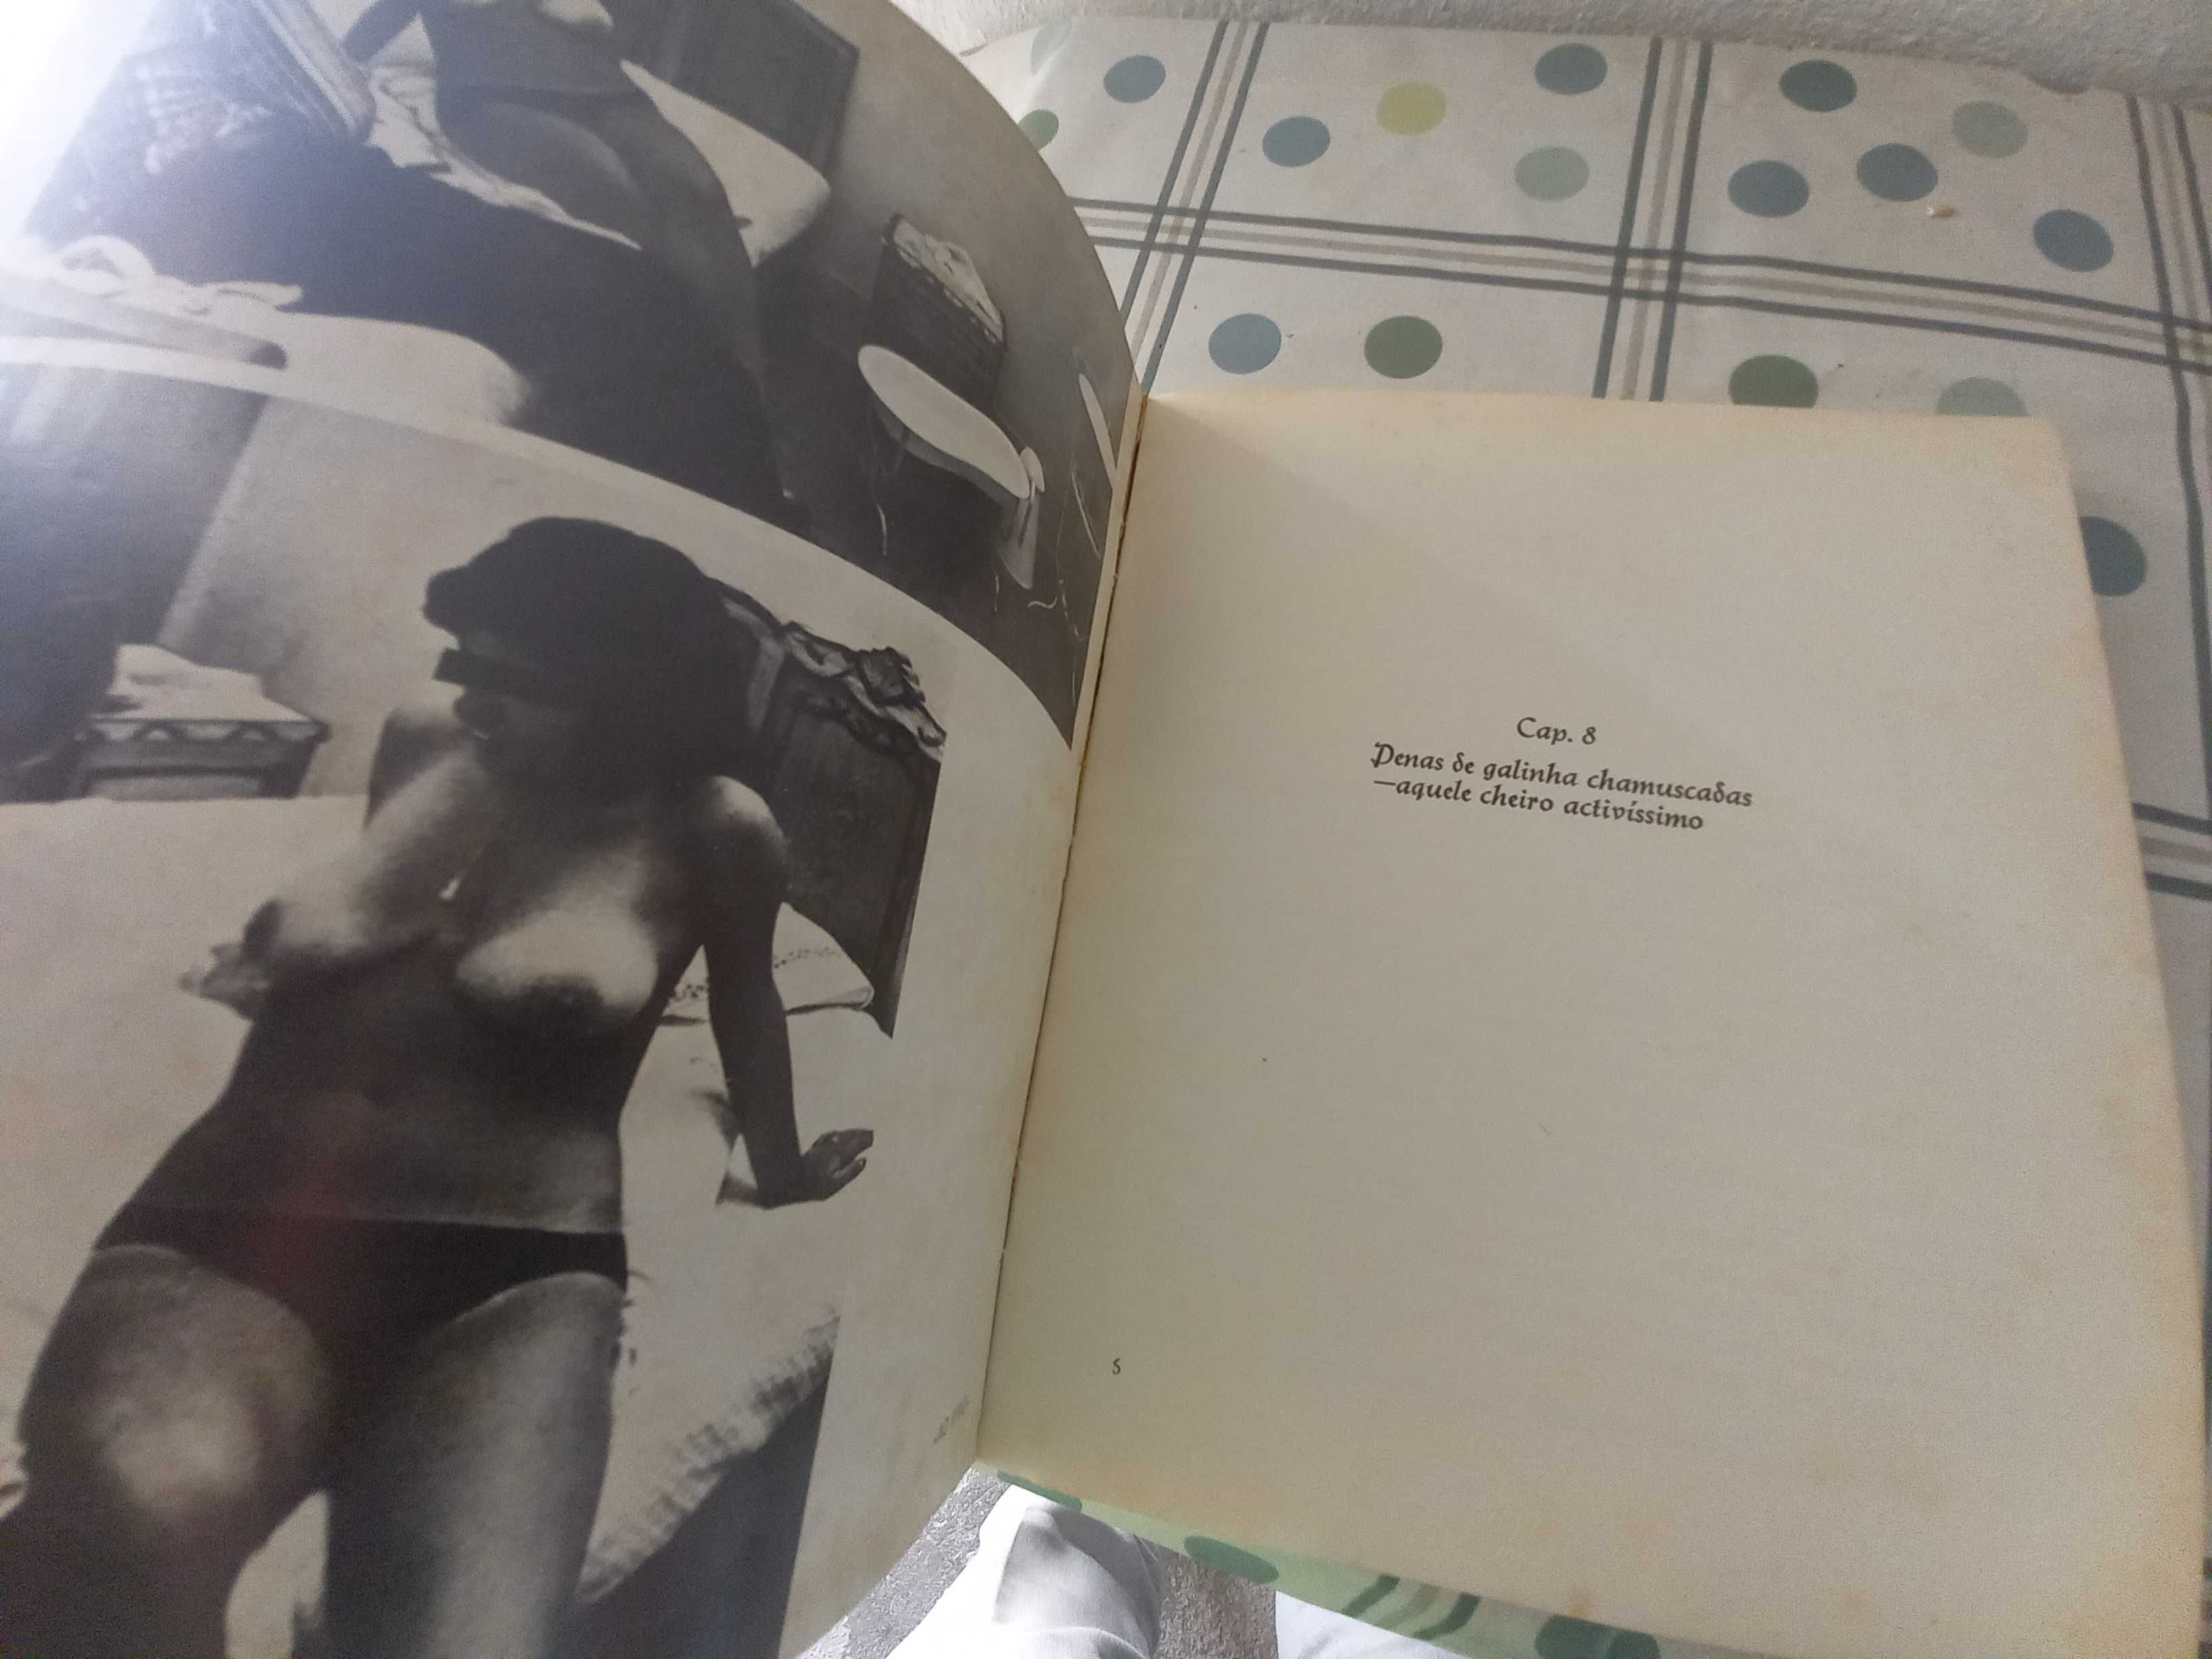 Cap. 8
Penas de galinha chamuscadas
—aquele cheiro activíssimo
5